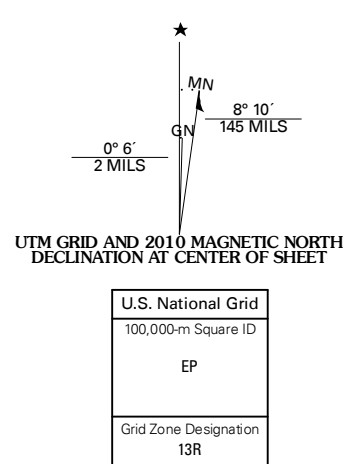 ★
MN
8° 10´
145 MILS
GN
0° 6´
2 MILS
UTM GRID AND 2010 MAGNETIC NORTH
DECLINATION AT CENTER OF SHEET
U.S. National Grid
100,000-m Square ID
EP
Grid Zone Designation
13R